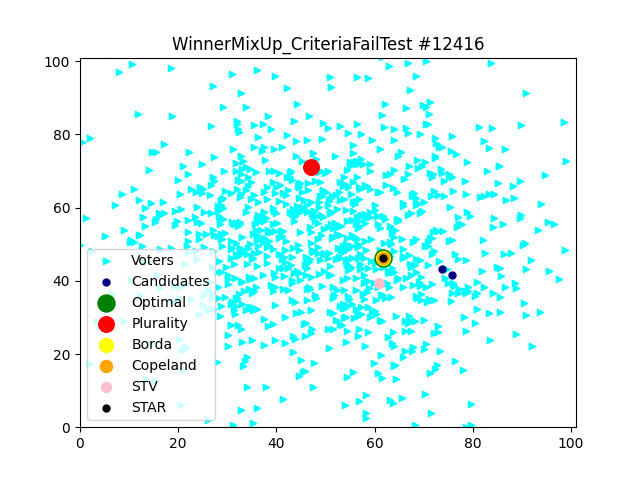 WinnerMixUp_CriteriaFailTest #12416
100
80
60
40
20
0
Voters
Candidates
Optimal
Plurality
Borda
Copeland
STV
STAR
0 20 40 60 80 100